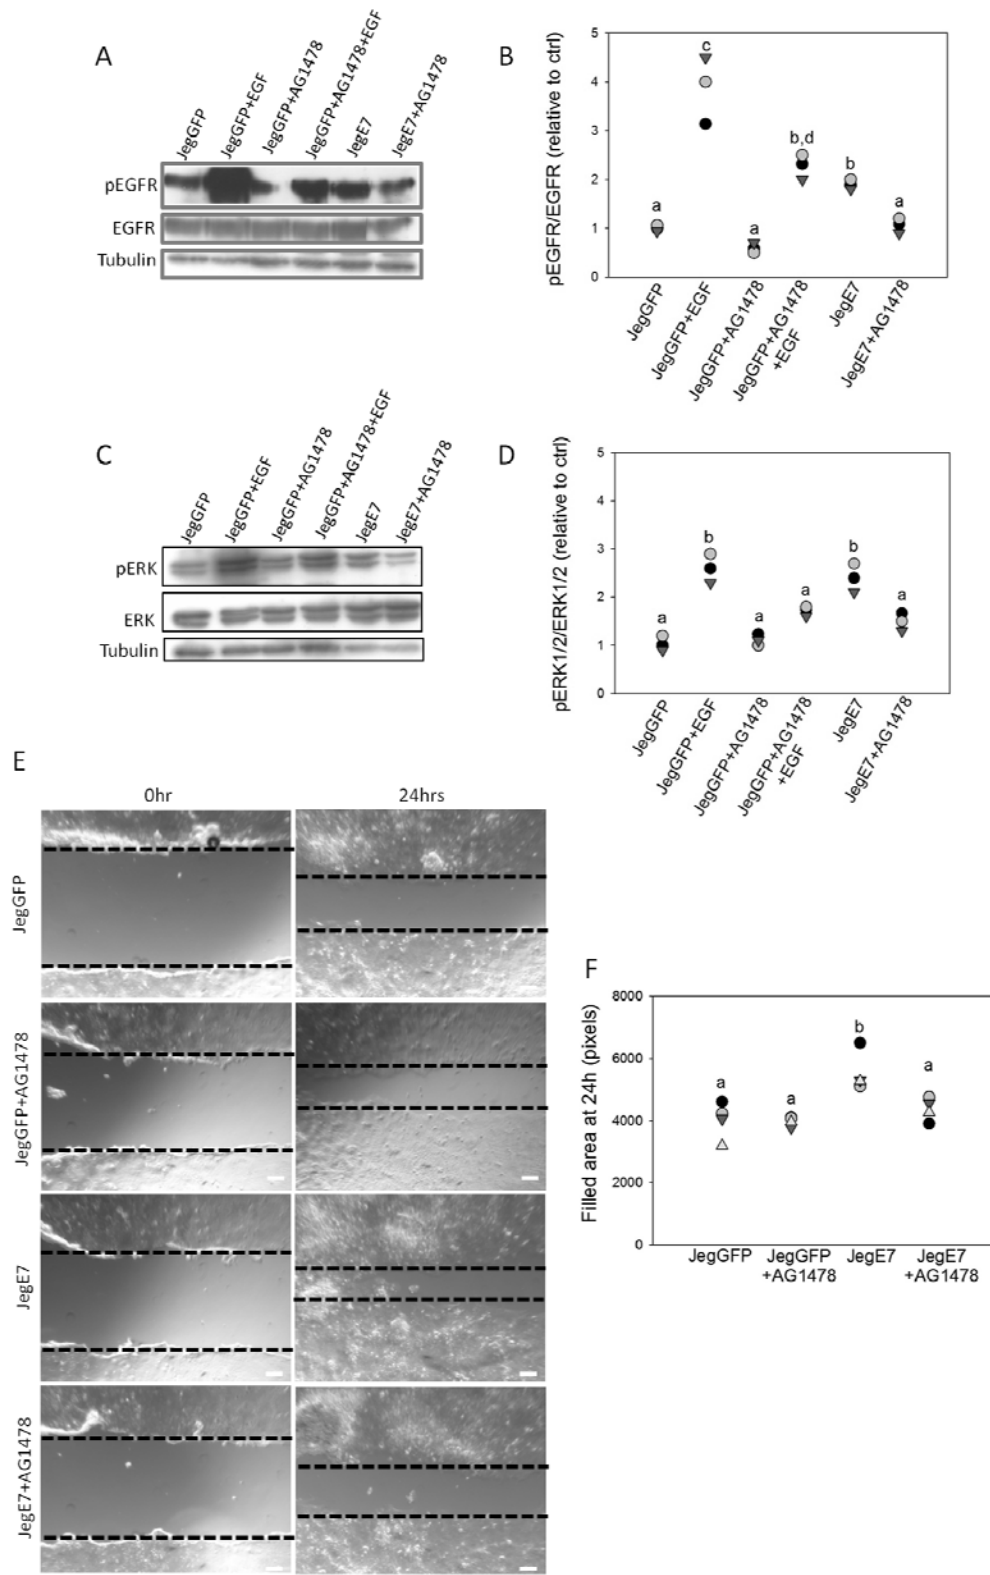 A
JegGFP
JegGFP+EGF
JegGFP+AG1478
JegGFP+AG1478+EGF
JegE7
JegE7+AG1478
pEGFR
EGFR
Tubulin
B
pEGFR/EGFR (relative to ctrl)
5
4
3
2
1
0
a
c
a
b,d
b
a
JegGFP
JegGFP+EGF
JegGFP+AG1478
JegGFP+AG1478
+EGF
JegE7
JegE7+AG1478
C
JegGFP
JegGFP+EGF
JegGFP+AG1478
JegGFP+AG1478+EGF
JegE7
JegE7+AG1478
pERK
ERK
Tubulin
D
pERK1/2/ERK1/2 (relative to ctrl)
5
4
3
2
1
0
a
b
a
a
b
a
JegGFP
JegGFP+EGF
JegGFP+AG1478
JegGFP+AG1478
+EGF
JegE7
JegE7+AG1478
E
0hr
24hrs
JegGFP
JegGFP+AG1478
JegE7
JegE7+AG1478
F
Filled area at 24h (pixels)
8000
6000
4000
2000
0
a
a
b
a
JegGFP
JegGFP
+AG1478
JegE7
JegE7
+AG1478